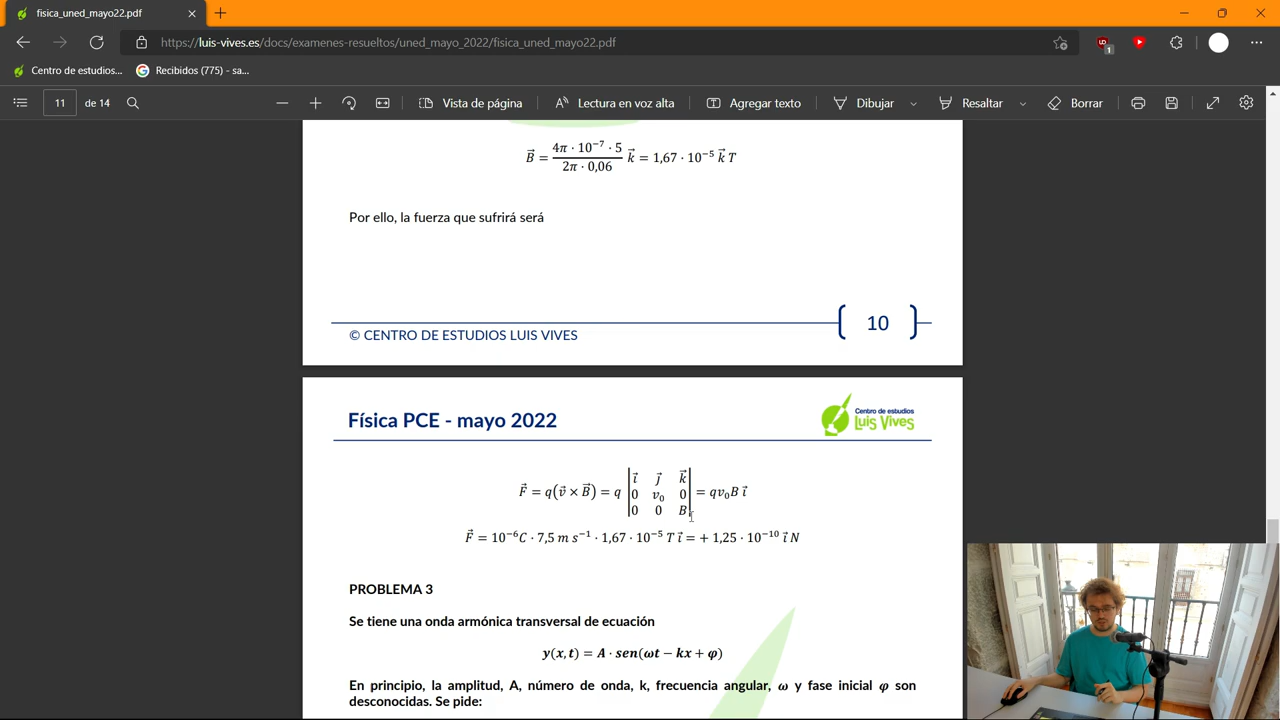 fisica_uned_mayo22.pdf
https://luis-vives.es/docs/examenes-resueltos/uned_mayo_2022/fisica_uned_mayo22.pdf
1
Centro de estudios... Recibidos (775) - sa...
11 de 14 Vista de página Lectura en voz alta Agregar texto Dibujar Resaltar Borrar
B⃗ = (4π · 10⁻⁷ · 5)/(2π · 0,06) k⃗ = 1,67 · 10⁻⁵ k⃗ T
Por ello, la fuerza que sufrirá será
10
© CENTRO DE ESTUDIOS LUIS VIVES
Física PCE - mayo 2022
Centro de estudios
Luis Vives
F⃗ = q(v⃗ × B⃗) = q | i⃗ j⃗ k⃗ ; 0 v₀ 0 ; 0 0 B | = qv₀B i⃗
F⃗ = 10⁻⁶C · 7,5 m s⁻¹ · 1,67 · 10⁻⁵ T i⃗ = + 1,25 · 10⁻¹⁰ i⃗ N
PROBLEMA 3
Se tiene una onda armónica transversal de ecuación
y(x,t) = A · sen(ωt − kx + φ)
En principio, la amplitud, A, número de onda, k, frecuencia angular, ω y fase inicial φ son
desconocidas. Se pide: